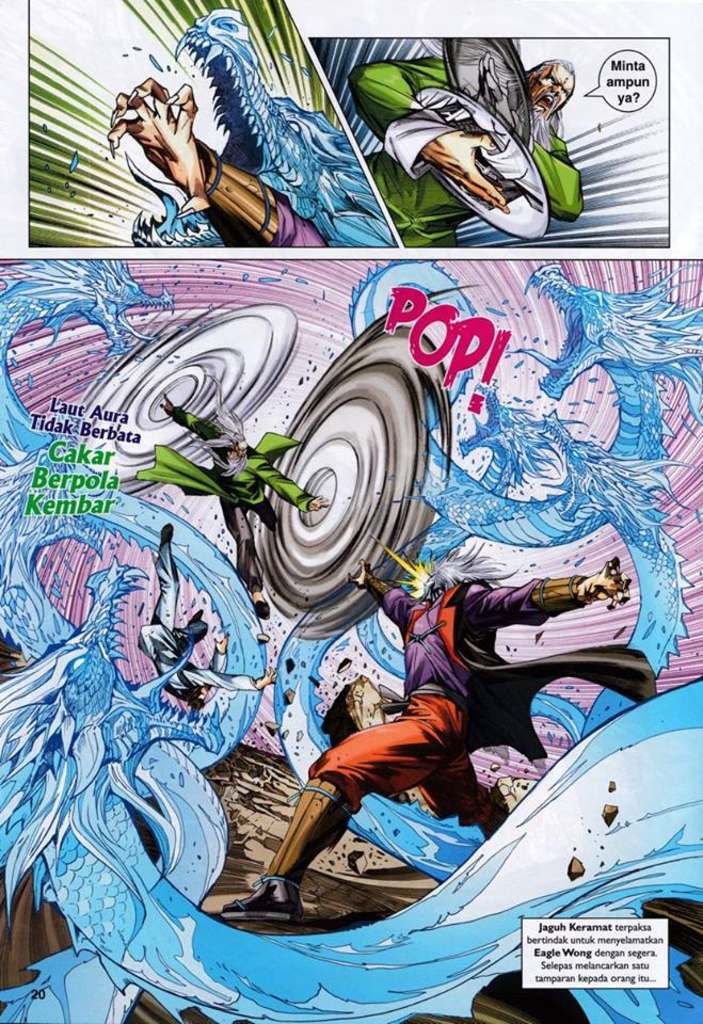 Minta
ampun
ya?
POP!
Laut Aura
Tidak Berbata
Cakar
Berpola
Kembar
Jaguh Keramat terpaksa
bertindak untuk menyelamatkan
Eagle Wong dengan segera.
Selepas melancarkan satu
tamparan kepada orang itu...
20